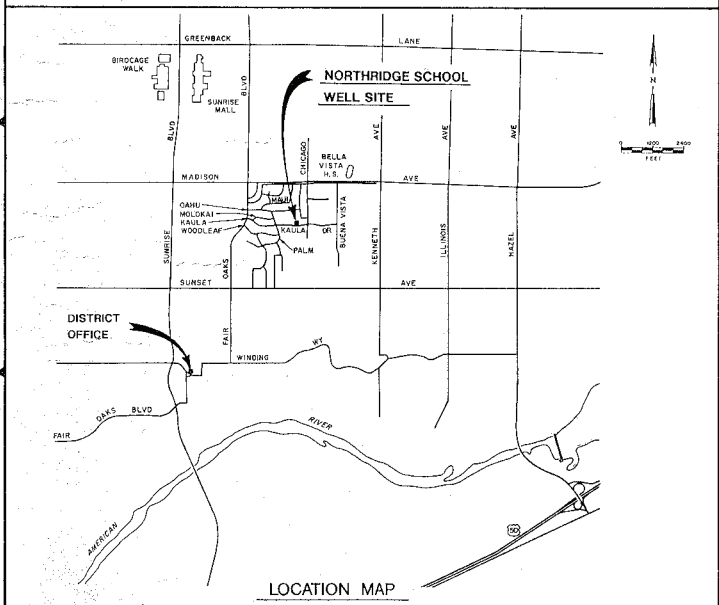 GREENBACK LANE
BIRDCAGE
WALK
SUNRISE
MALL
BLVD
BLVD
NORTHRIDGE SCHOOL
WELL SITE
N
0 1200 2400
FEET
AVE
AVE
AVE
CHICAGO
BELLA
VISTA
H.S.
MADISON AVE
MAUI
OAHU
MOLOKAI
KAULA
WOODLEAF
KAULA DR
PALM
BUENA VISTA
KENNETH
ILLINOIS
HAZEL
SUNRISE
OAKS
FAIR
SUNSET AVE
DISTRICT
OFFICE
WINDING WY
FAIR OAKS BLVD
AMERICAN RIVER
50
LOCATION MAP